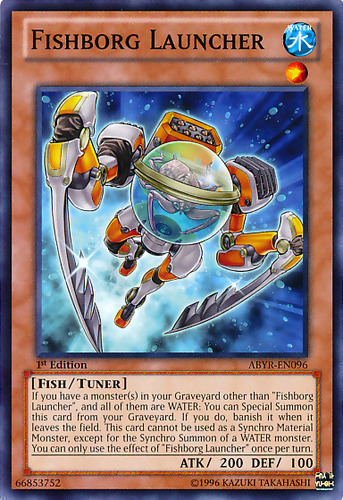 Fishborg Launcher
WATER
水
1st Edition
ABYR-EN096
[Fish/Tuner]
If you have a monster(s) in your Graveyard other than "Fishborg
Launcher", and all of them are WATER: You can Special Summon
this card from your Graveyard. If you do, banish it when it
leaves the field. This card cannot be used as a Synchro Material
Monster, except for the Synchro Summon of a WATER monster.
You can only use the effect of "Fishborg Launcher" once per turn.
ATK/ 200 DEF/ 100
66853752
©1996 KAZUKI TAKAHASHI